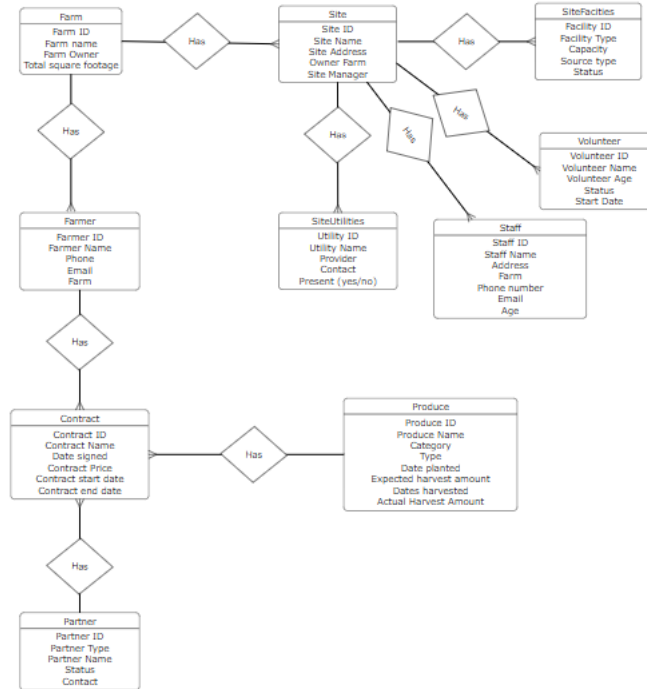 Farm
Farm ID
Farm name
Farm Owner
Total square footage
Has
Site
Site ID
Site Name
Site Address
Owner Farm
Site Manager
Has
SiteFacities
Facility ID
Facility Type
Capacity
Source type
Status
Has
Has
Has
Has
Volunteer
Volunteer ID
Volunteer Name
Volunteer Age
Status
Start Date
Farmer
Farmer ID
Farmer Name
Phone
Email
Farm
SiteUtilities
Utility ID
Utility Name
Provider
Contact
Present (yes/no)
Staff
Staff ID
Staff Name
Address
Farm
Phone number
Email
Age
Has
Contract
Contract ID
Contract Name
Date signed
Contract Price
Contract start date
Contract end date
Has
Produce
Produce ID
Produce Name
Category
Type
Date planted
Expected harvest amount
Dates harvested
Actual Harvest Amount
Has
Partner
Partner ID
Partner Type
Partner Name
Status
Contact